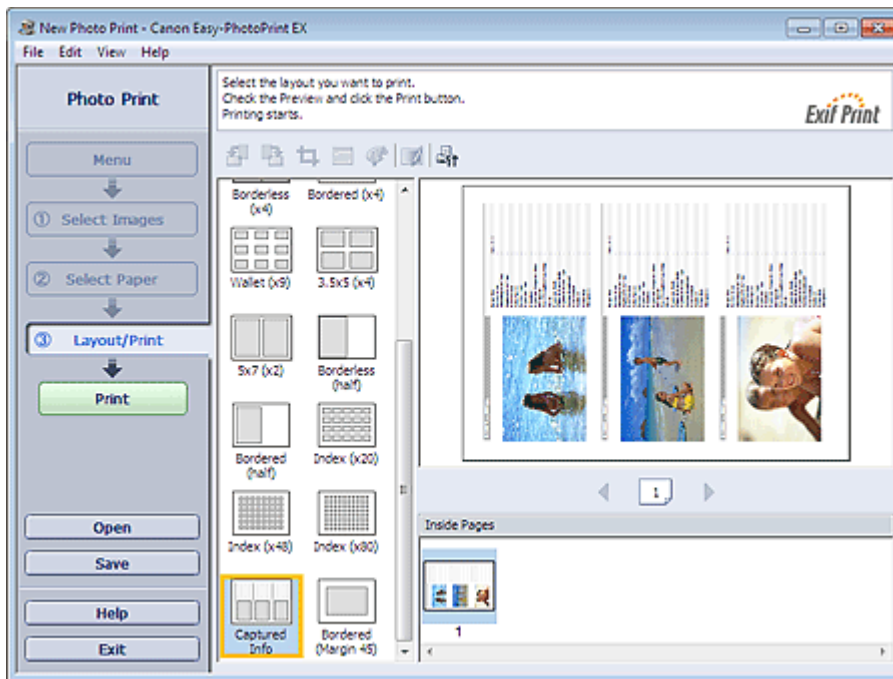 New Photo Print - Canon Easy-PhotoPrint EX
File Edit View Help
Photo Print
Select the layout you want to print.
Check the Preview and click the Print button.
Printing starts.
Exif Print
Menu
① Select Images
② Select Paper
③ Layout/Print
Print
Open
Save
Help
Exit
Borderless
(x4)
Bordered (x4)
Wallet (x9)
3.5x5 (x4)
5x7 (x2)
Borderless
(half)
Bordered
(half)
Index (x20)
Index (x48)
Index (x80)
Captured
Info
Bordered
(Margin 45)
1
Inside Pages
1